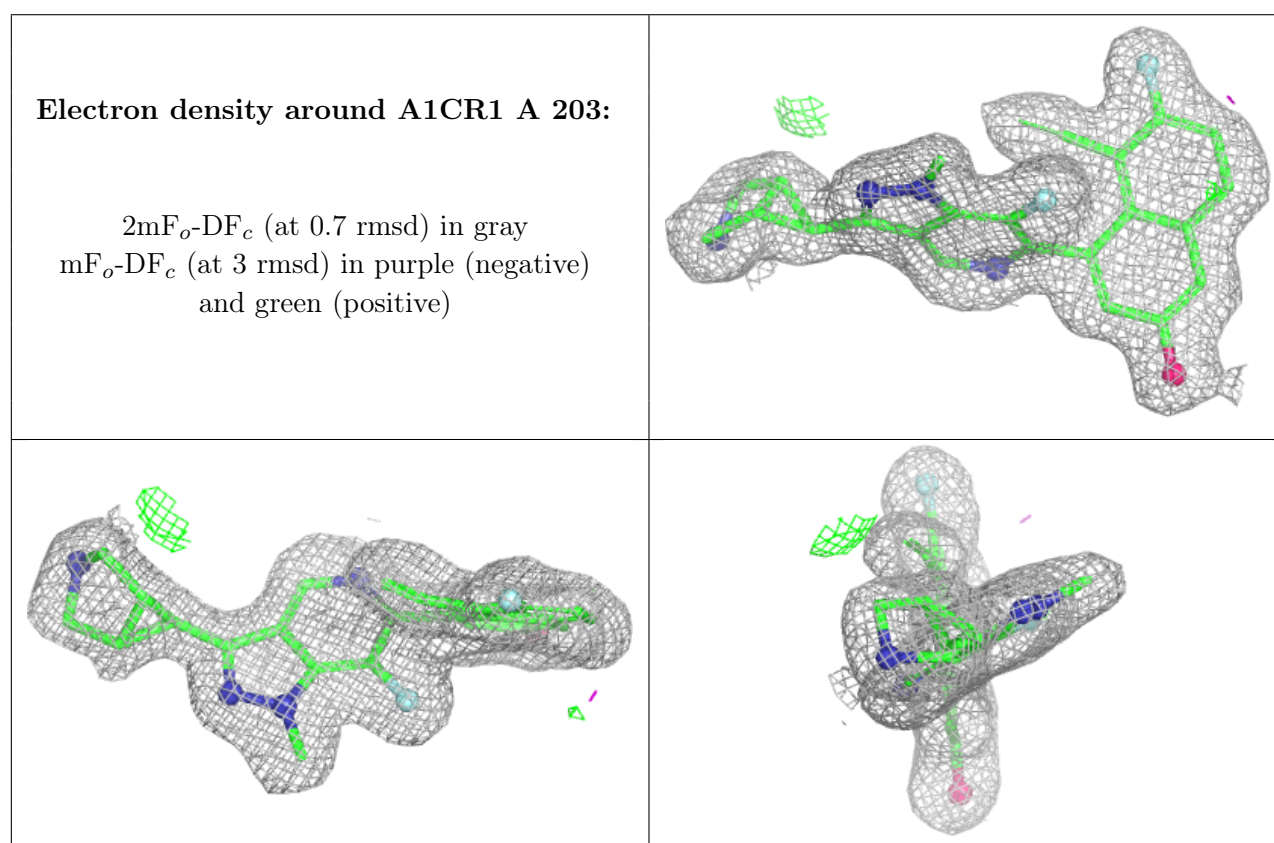 Electron density around A1CR1 A 203:
2mFo-DFc (at 0.7 rmsd) in gray
mFo-DFc (at 3 rmsd) in purple (negative)
and green (positive)